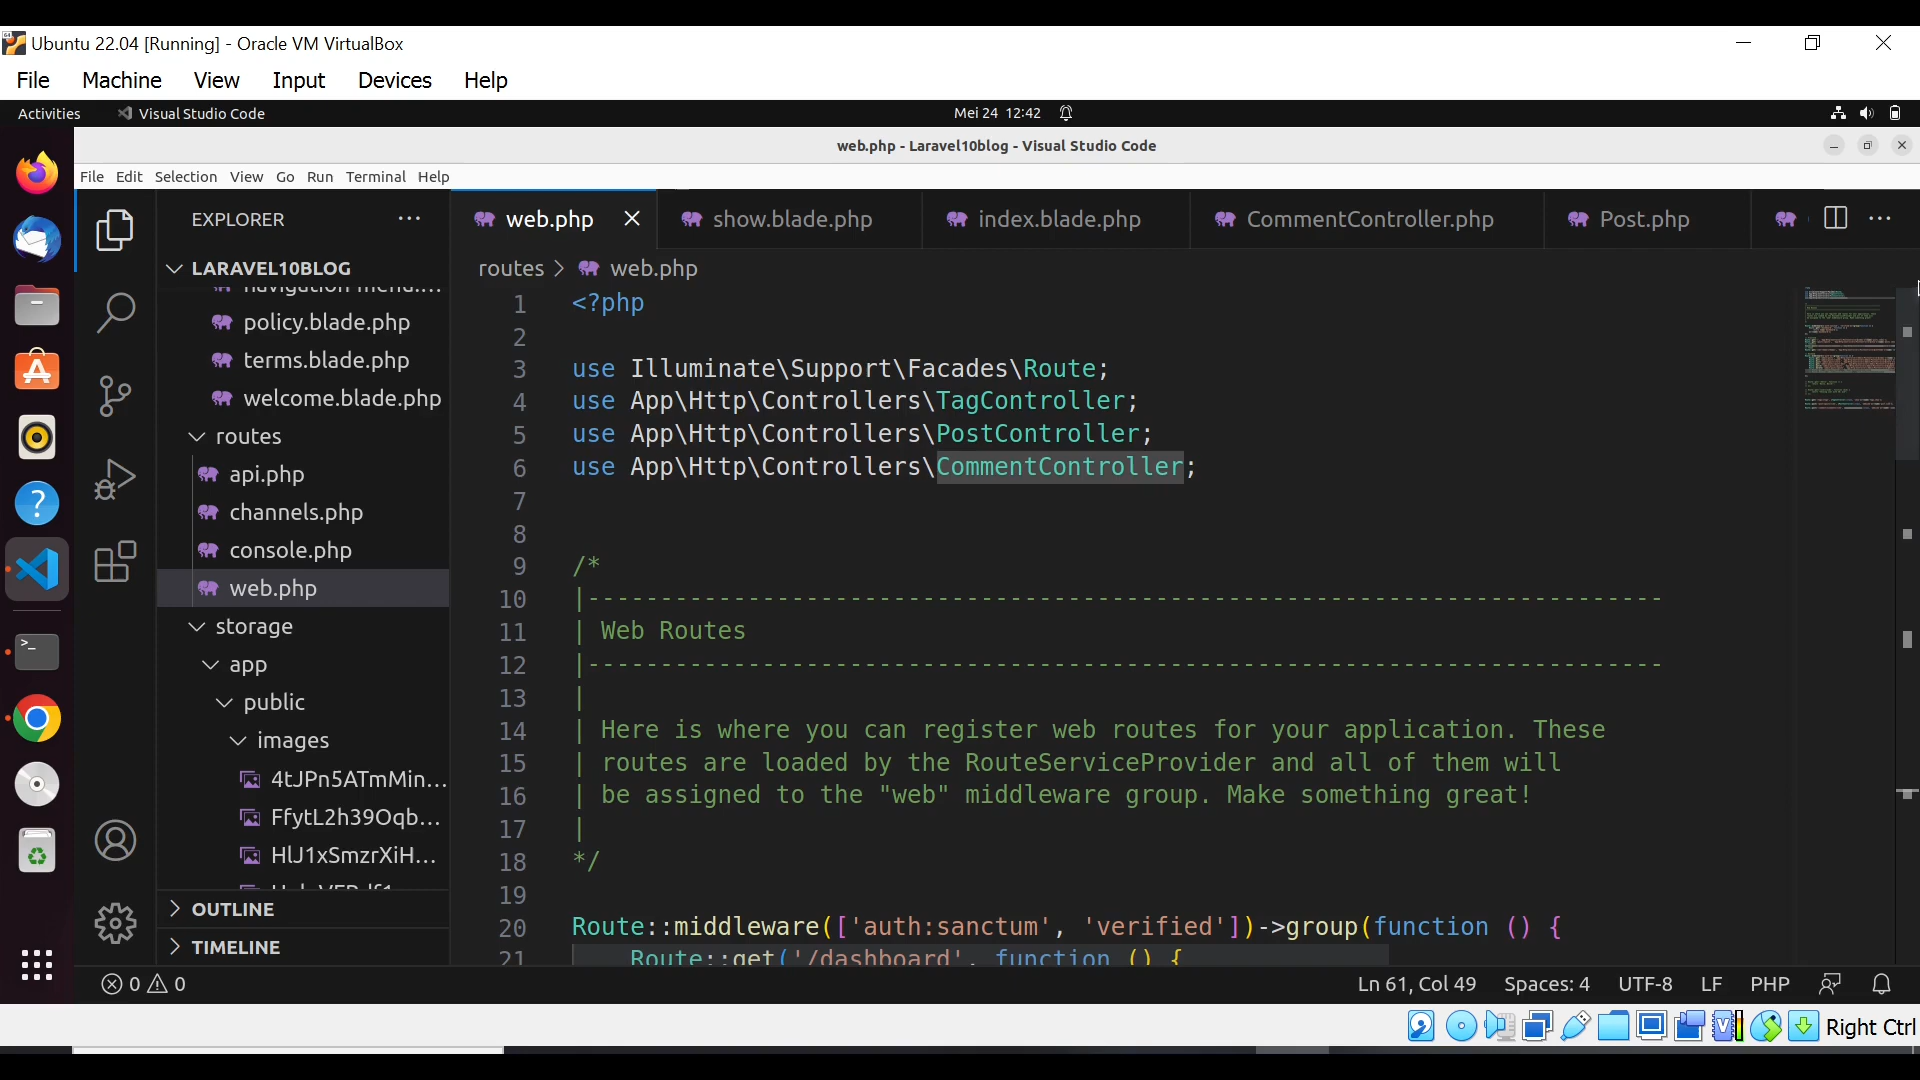 Ubuntu 22.04 [Running] - Oracle VM VirtualBox
File Machine View Input Devices Help
Activities Visual Studio Code Mei 24 12:42
web.php - Laravel10blog - Visual Studio Code
File Edit Selection View Go Run Terminal Help
EXPLORER
LARAVEL10BLOG
navigation-menu....
policy.blade.php
terms.blade.php
welcome.blade.php
routes
api.php
channels.php
console.php
web.php
storage
app
public
images
4tJPn5ATmMin...
FfytL2h39Oqb...
HlJ1xSmzrXiH...
OUTLINE
TIMELINE
web.php show.blade.php index.blade.php CommentController.php Post.php
routes > web.php
1 <?php
2
3 use Illuminate\Support\Facades\Route;
4 use App\Http\Controllers\TagController;
5 use App\Http\Controllers\PostController;
6 use App\Http\Controllers\CommentController;
7
8
9 /*
10 |--------------------------------------------------------------------------
11 | Web Routes
12 |--------------------------------------------------------------------------
13 |
14 | Here is where you can register web routes for your application. These
15 | routes are loaded by the RouteServiceProvider and all of them will
16 | be assigned to the "web" middleware group. Make something great!
17 |
18 */
19
20 Route::middleware(['auth:sanctum', 'verified'])->group(function () {
21 Route::get('/dashboard', function () {
0 0 Ln 61, Col 49 Spaces: 4 UTF-8 LF PHP
Right Ctrl